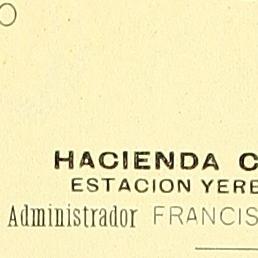 HACIENDA C
ESTACION YERE
Administrador FRANCIS